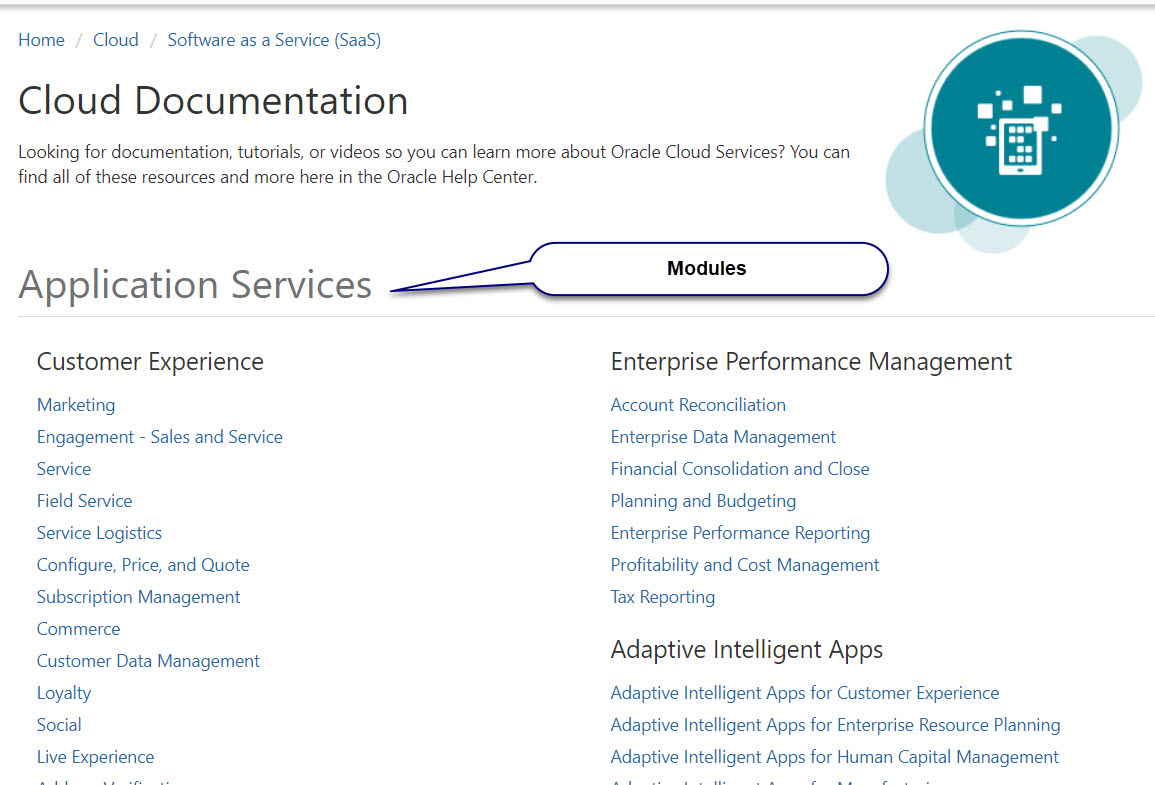 Home / Cloud / Software as a Service (SaaS)
Cloud Documentation
Looking for documentation, tutorials, or videos so you can learn more about Oracle Cloud Services? You can
find all of these resources and more here in the Oracle Help Center.
Application Services
Modules
Customer Experience
Marketing
Engagement - Sales and Service
Service
Field Service
Service Logistics
Configure, Price, and Quote
Subscription Management
Commerce
Customer Data Management
Loyalty
Social
Live Experience
Enterprise Performance Management
Account Reconciliation
Enterprise Data Management
Financial Consolidation and Close
Planning and Budgeting
Enterprise Performance Reporting
Profitability and Cost Management
Tax Reporting
Adaptive Intelligent Apps
Adaptive Intelligent Apps for Customer Experience
Adaptive Intelligent Apps for Enterprise Resource Planning
Adaptive Intelligent Apps for Human Capital Management